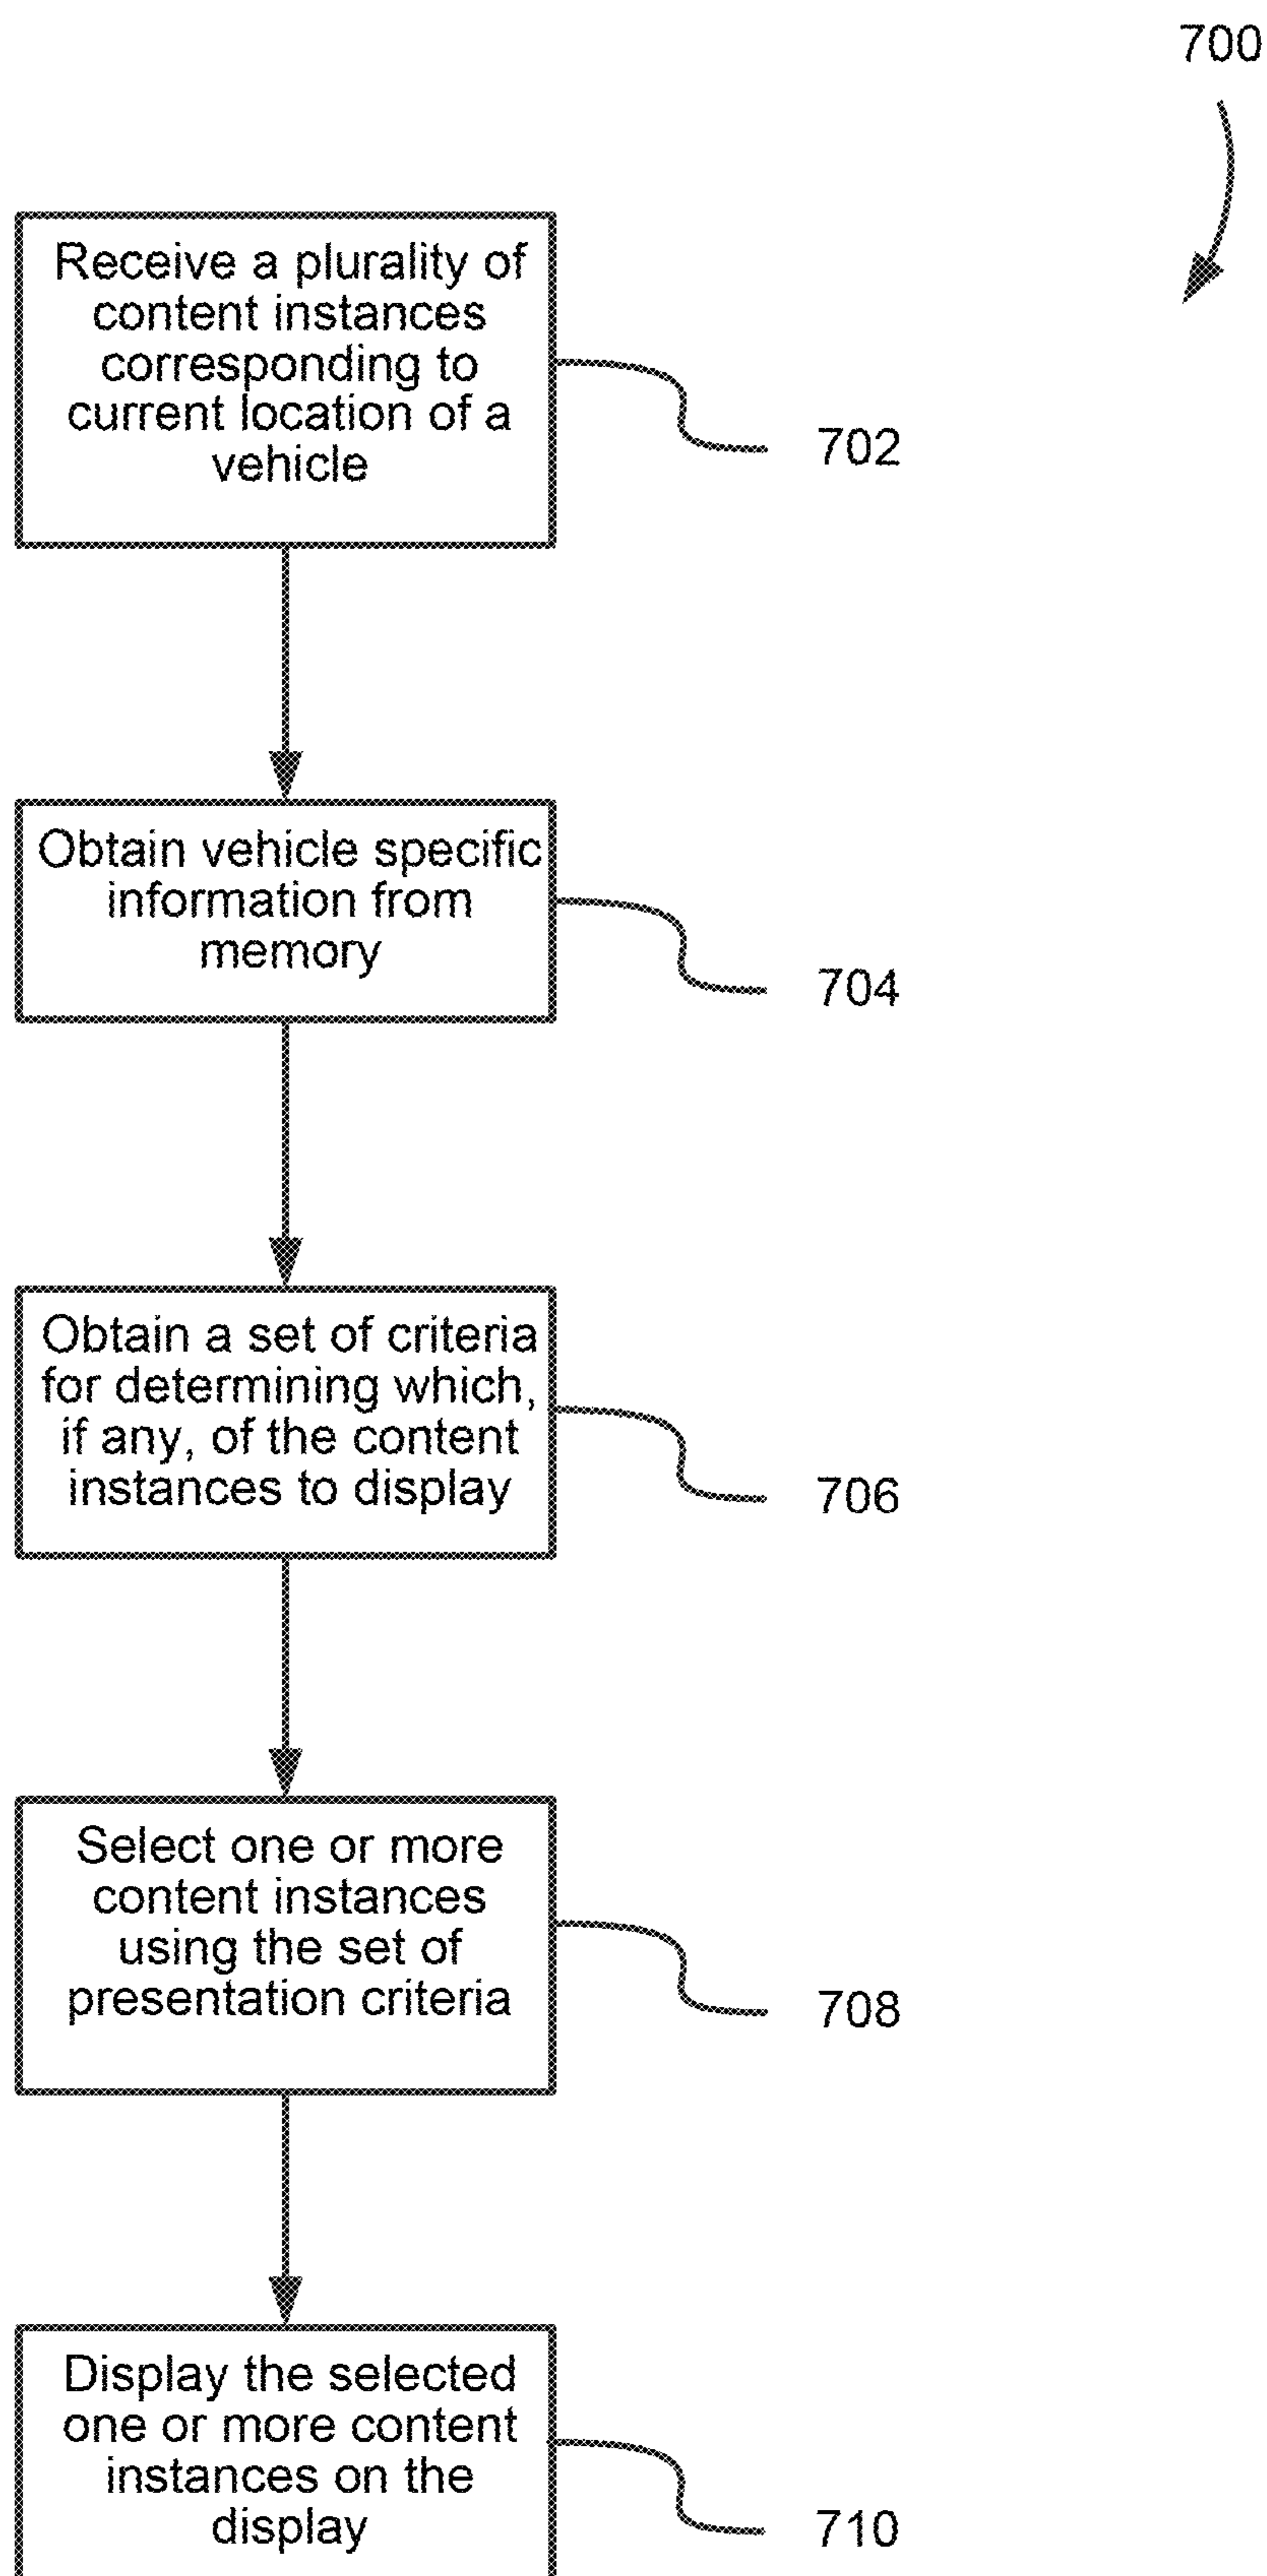 700
Receive a plurality of
content instances
corresponding to
current location of a
vehicle
702
Obtain vehicle specific
information from
memory
704
Obtain a set of criteria
for determining which,
if any, of the content
instances to display
706
Select one or more
content instances
using the set of
presentation criteria
708
Display the selected
one or more content
instances on the
display
710